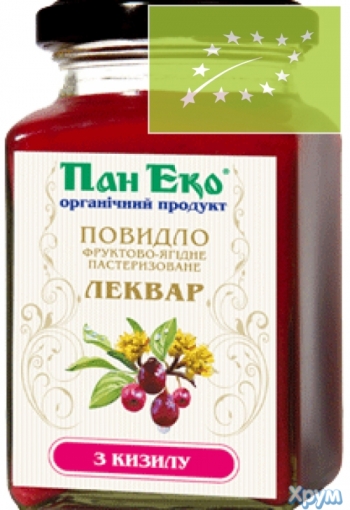 Пан Еко®
органічний продукт
ПОВИДЛО
ФРУКТОВО-ЯГІДНЕ
ПАСТЕРИЗОВАНЕ
ЛЕКВАР
З КИЗИЛУ
Хрум